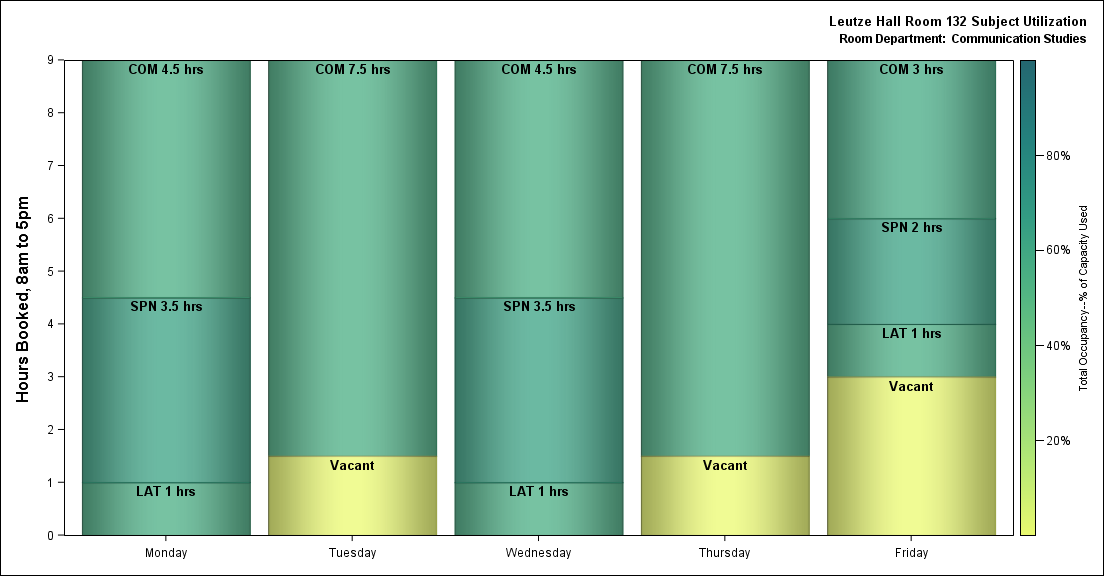 Leutze Hall Room 132 Subject Utilization
Room Department: Communication Studies
Hours Booked, 8am to 5pm
9
8
7
6
5
4
3
2
1
0
COM 4.5 hrs
SPN 3.5 hrs
LAT 1 hrs
COM 7.5 hrs
Vacant
COM 4.5 hrs
SPN 3.5 hrs
LAT 1 hrs
COM 7.5 hrs
Vacant
COM 3 hrs
SPN 2 hrs
LAT 1 hrs
Vacant
Monday
Tuesday
Wednesday
Thursday
Friday
80%
60%
40%
20%
Total Occupancy--% of Capacity Used